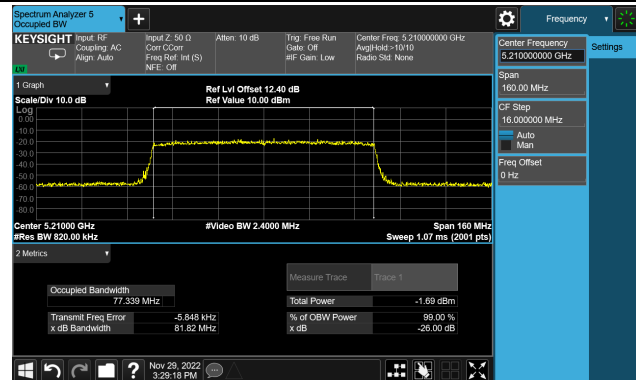 Spectrum Analyzer 5
Occupied BW
Frequency
KEYSIGHT
Input: RF
Coupling: AC
Align: Auto
Input Z: 50 Ω
Corr CCorr
Freq Ref: Int (S)
NFE: Off
Atten: 10 dB
Trig: Free Run
Gate: Off
#IF Gain: Low
Center Freq: 5.210000000 GHz
Avg|Hold:>10/10
Radio Std: None
LXI
Center Frequency
5.210000000 GHz
Settings
Span
160.00 MHz
CF Step
16.000000 MHz
Auto
Man
Freq Offset
0 Hz
1 Graph
Scale/Div 10.0 dB
Ref Lvl Offset 12.40 dB
Ref Value 10.00 dBm
Log
0.00
-10.0
-20.0
-30.0
-40.0
-50.0
-60.0
-70.0
-80.0
Center 5.21000 GHz
#Res BW 820.00 kHz
#Video BW 2.4000 MHz
Span 160 MHz
Sweep 1.07 ms (2001 pts)
2 Metrics
Measure Trace
Trace 1
Occupied Bandwidth
77.339 MHz
Total Power
-1.69 dBm
Transmit Freq Error
-5.848 kHz
% of OBW Power
99.00 %
x dB Bandwidth
81.82 MHz
x dB
-26.00 dB
?
Nov 29, 2022
3:29:18 PM